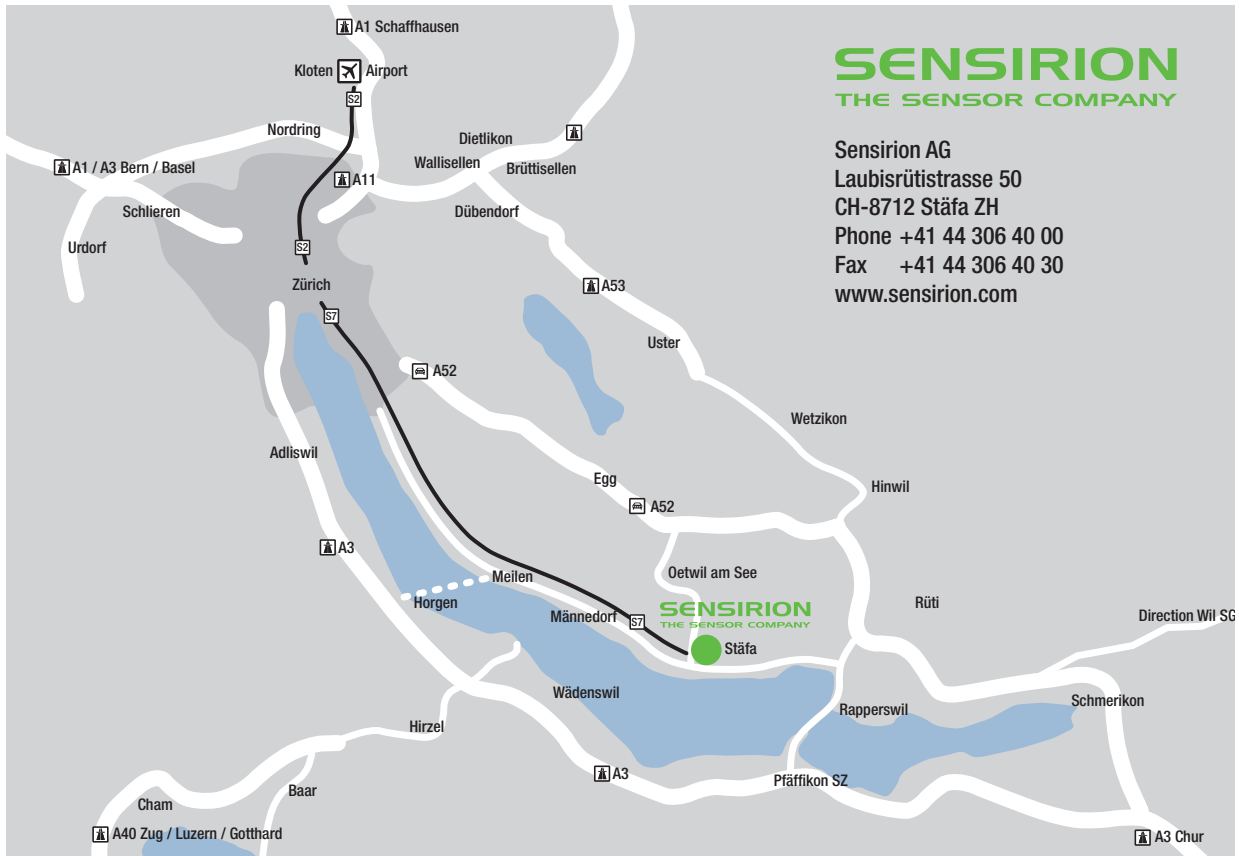 A1 Schaffhausen
Kloten Airport
S2
SENSIRION
THE SENSOR COMPANY
Sensirion AG
Laubisrütistrasse 50
CH-8712 Stäfa ZH
Phone +41 44 306 40 00
Fax +41 44 306 40 30
www.sensirion.com
Nordring
Dietlikon
Wallisellen
Brüttisellen
A1 / A3 Bern / Basel
A11
Schlieren
Dübendorf
Urdorf
S2
Zürich
A53
S7
Uster
A52
Wetzikon
Adliswil
Egg
Hinwil
A52
A3
Meilen
Oetwil am See
Horgen
Männedorf
SENSIRION
THE SENSOR COMPANY
S7
Rüti
Direction Wil SG
Stäfa
Wädenswil
Rapperswil
Schmerikon
Hirzel
A3
Pfäffikon SZ
Baar
Cham
A40 Zug / Luzern / Gotthard
A3 Chur